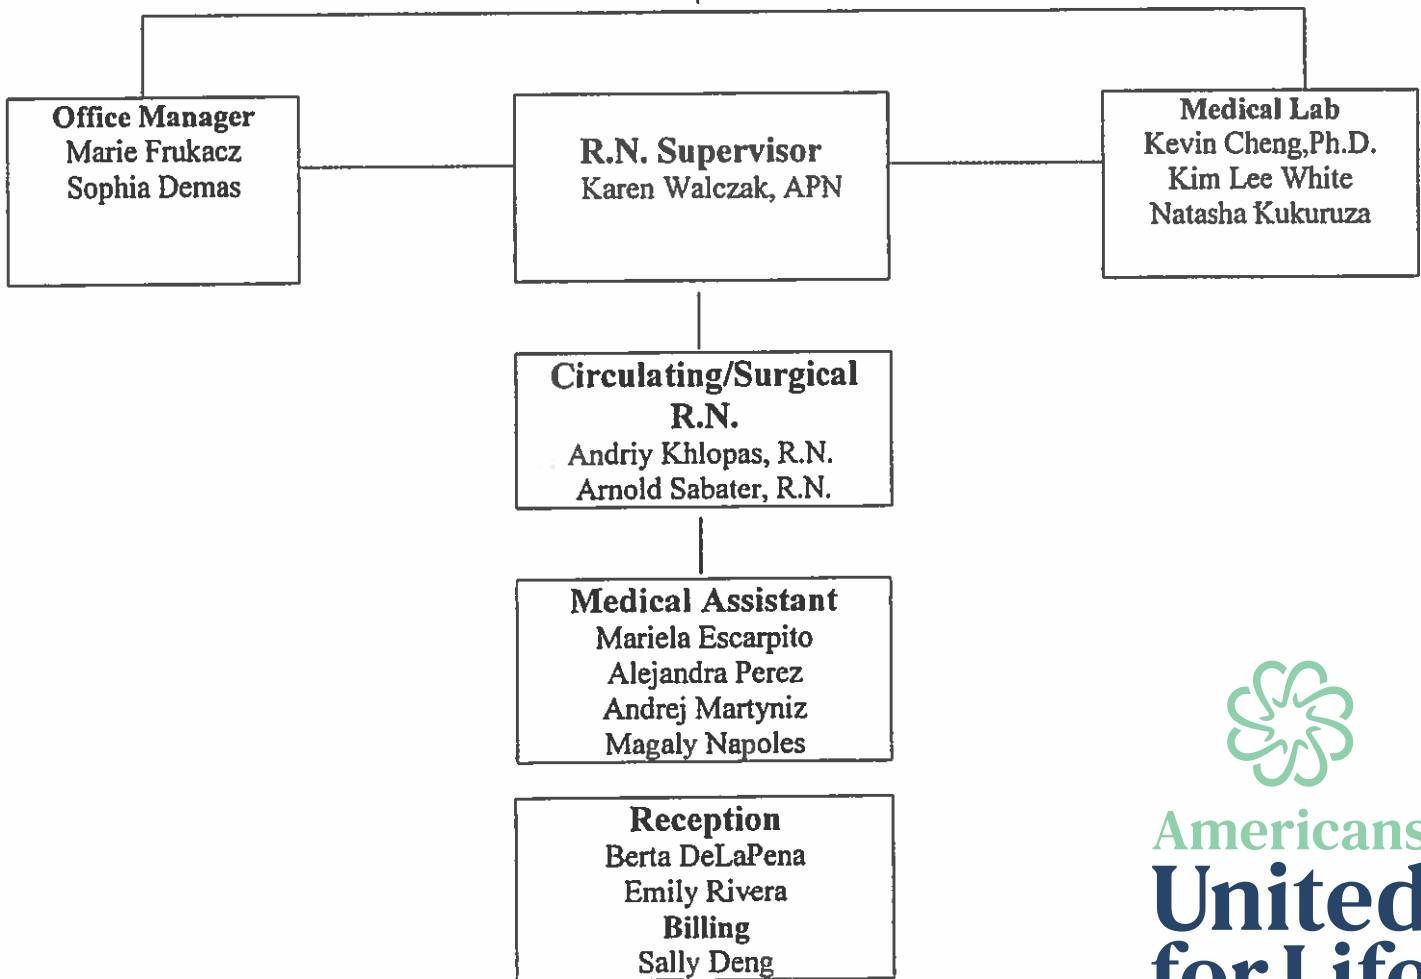 Office Manager
Marie Frukacz
Sophia Demas
R.N. Supervisor
Karen Walczak, APN
Medical Lab
Kevin Cheng,Ph.D.
Kim Lee White
Natasha Kukuruza
Circulating/Surgical
R.N.
Andriy Khlopas, R.N.
Arnold Sabater, R.N.
Medical Assistant
Mariela Escarpito
Alejandra Perez
Andrej Martyniz
Magaly Napoles
Reception
Berta DeLaPena
Emily Rivera
Billing
Sally Deng
Americans
United
for Life